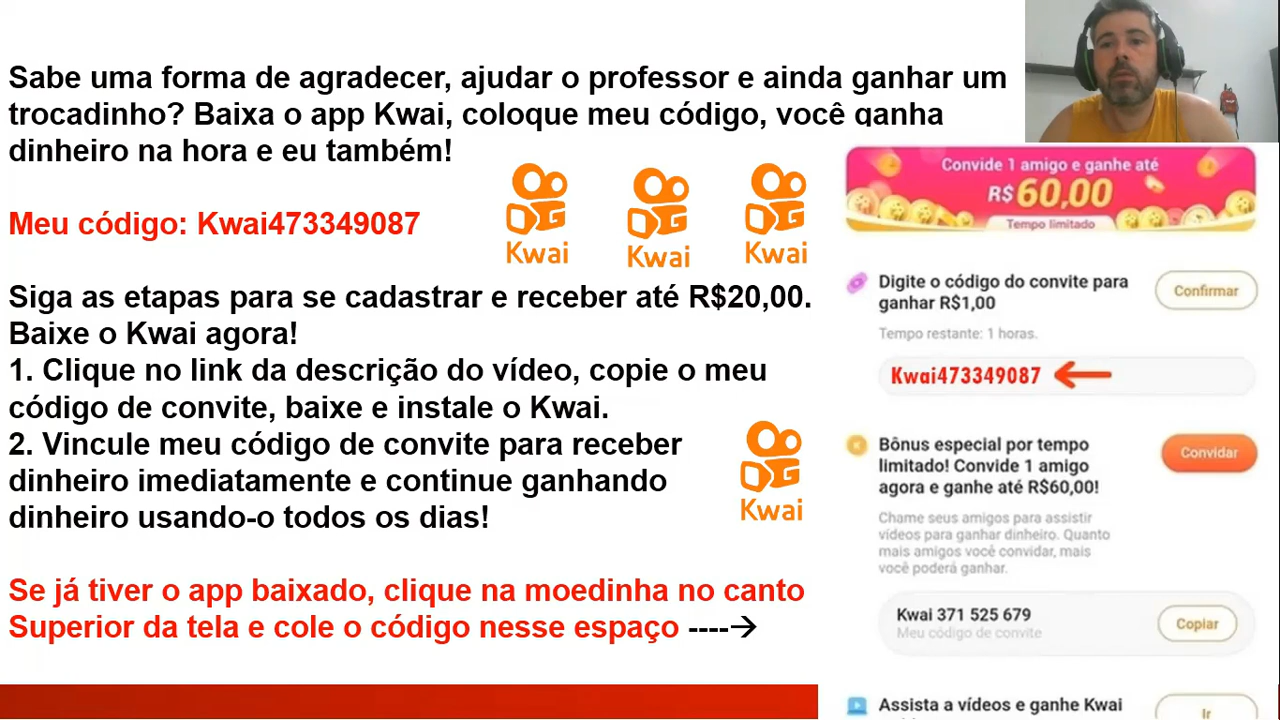 Sabe uma forma de agradecer, ajudar o professor e ainda ganhar um
trocadinho? Baixa o app Kwai, coloque meu código, você ganha
dinheiro na hora e eu também!
Kwai
Kwai
Kwai
Meu código: Kwai473349087
Siga as etapas para se cadastrar e receber até R$20,00.
Baixe o Kwai agora!
1. Clique no link da descrição do vídeo, copie o meu
código de convite, baixe e instale o Kwai.
2. Vincule meu código de convite para receber
dinheiro imediatamente e continue ganhando
dinheiro usando-o todos os dias!
Kwai
Se já tiver o app baixado, clique na moedinha no canto
Superior da tela e cole o código nesse espaço ---->
Convide 1 amigo e ganhe até
R$60,00
Tempo limitado
Digite o código do convite para
ganhar R$1,00
Confirmar
Tempo restante: 1 horas.
Kwai473349087
Bônus especial por tempo
limitado! Convide 1 amigo
agora e ganhe até R$60,00!
Convidar
Chame seus amigos para assistir
vídeos para ganhar dinheiro. Quanto
mais amigos você convidar, mais
você poderá ganhar.
Kwai 371 525 679
Meu código de convite
Copiar
Assista a vídeos e ganhe Kwai
Ir